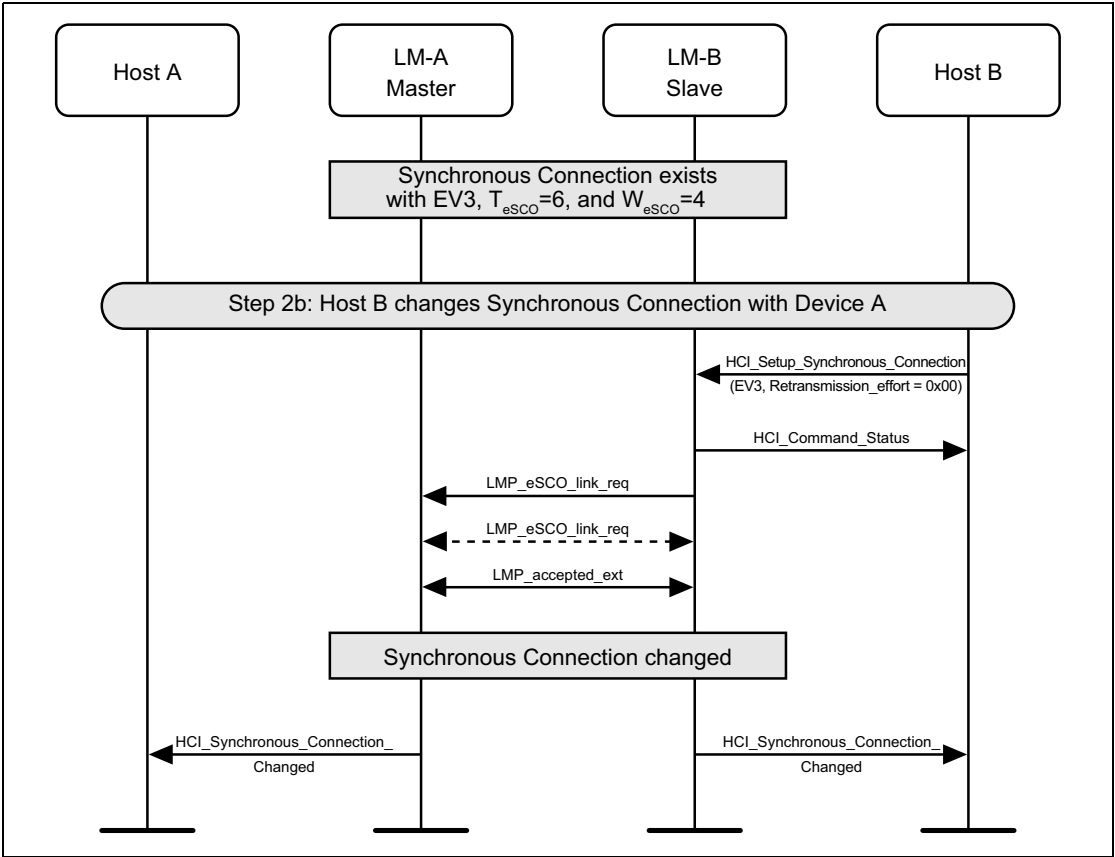 Host A
LM-A
Master
LM-B
Slave
Host B
Synchronous Connection exists
with EV3, TeSCO=6, and WeSCO=4
Step 2b: Host B changes Synchronous Connection with Device A
HCI_Setup_Synchronous_Connection
(EV3, Retransmission_effort = 0x00)
HCI_Command_Status
LMP_eSCO_link_req
LMP_eSCO_link_req
LMP_accepted_ext
Synchronous Connection changed
HCI_Synchronous_Connection_
Changed
HCI_Synchronous_Connection_
Changed